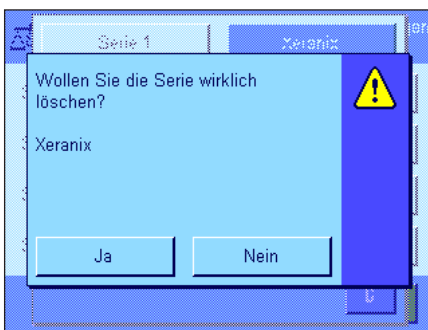 Serie 1
Xeranix
Wollen Sie die Serie wirklich
löschen?
Xeranix
Ja
Nein
C